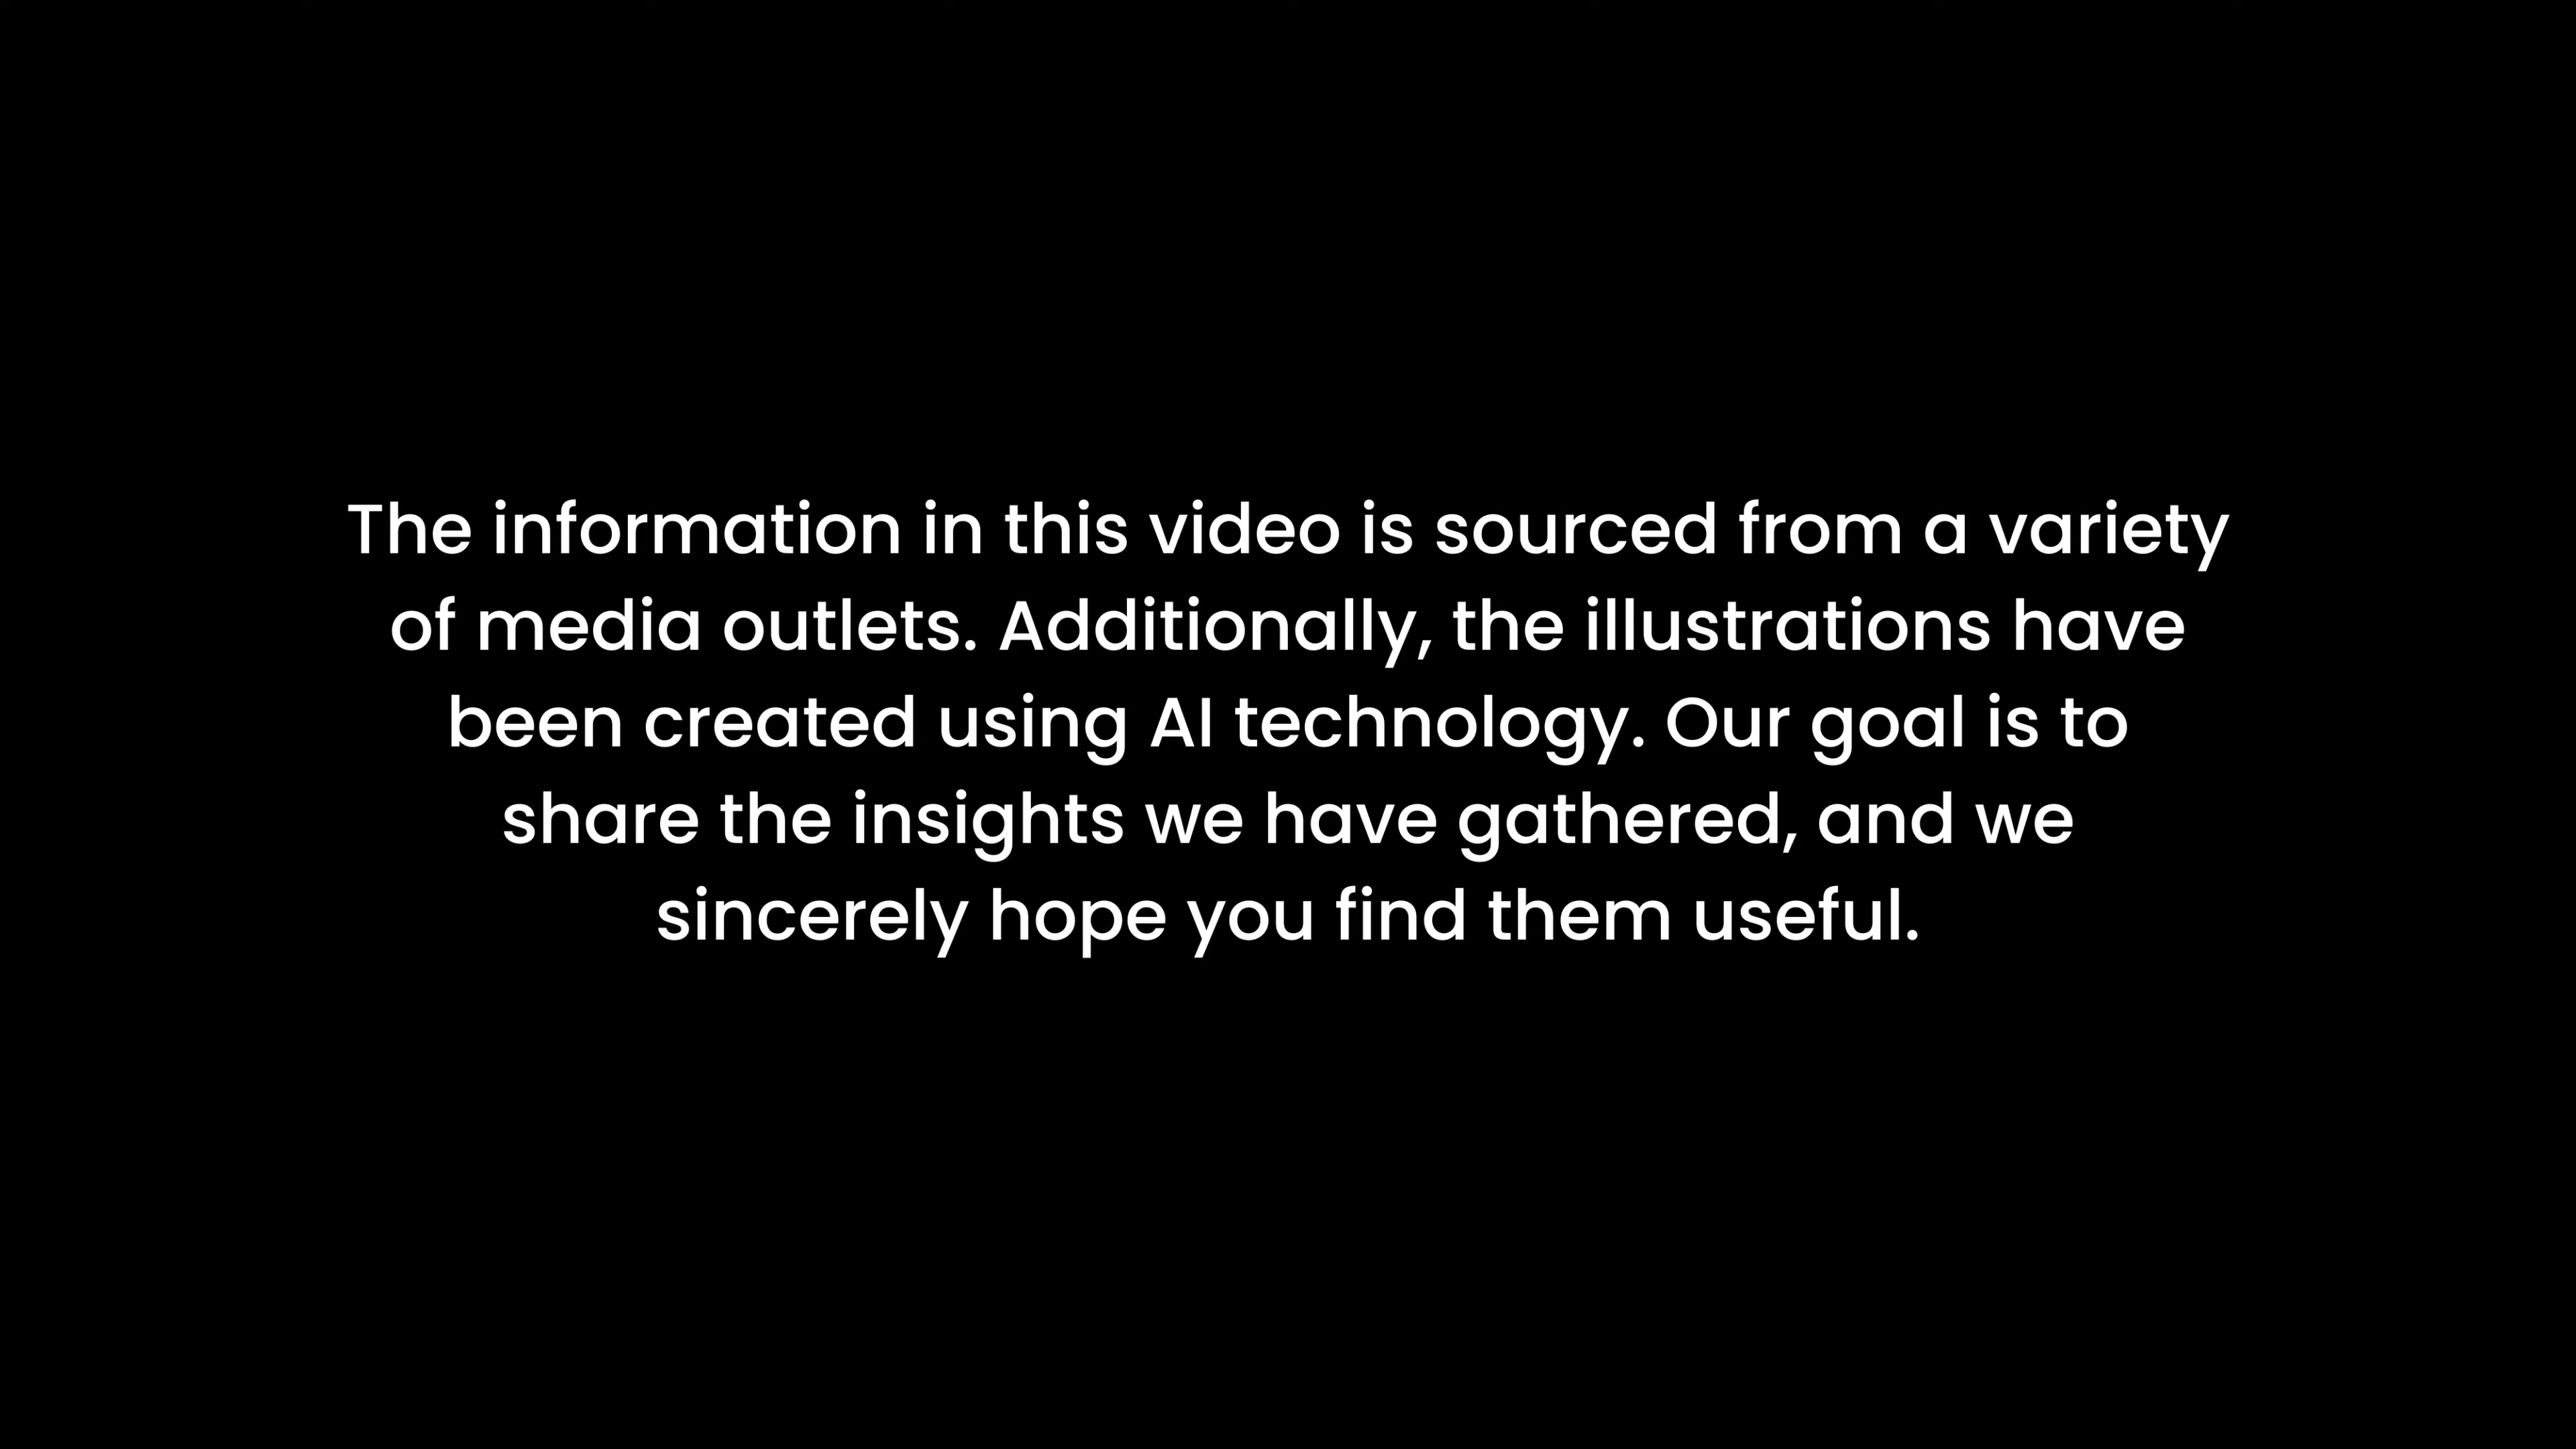 The information in this video is sourced from a variety
of media outlets. Additionally, the illustrations have
been created using AI technology. Our goal is to
share the insights we have gathered, and we
sincerely hope you find them useful.